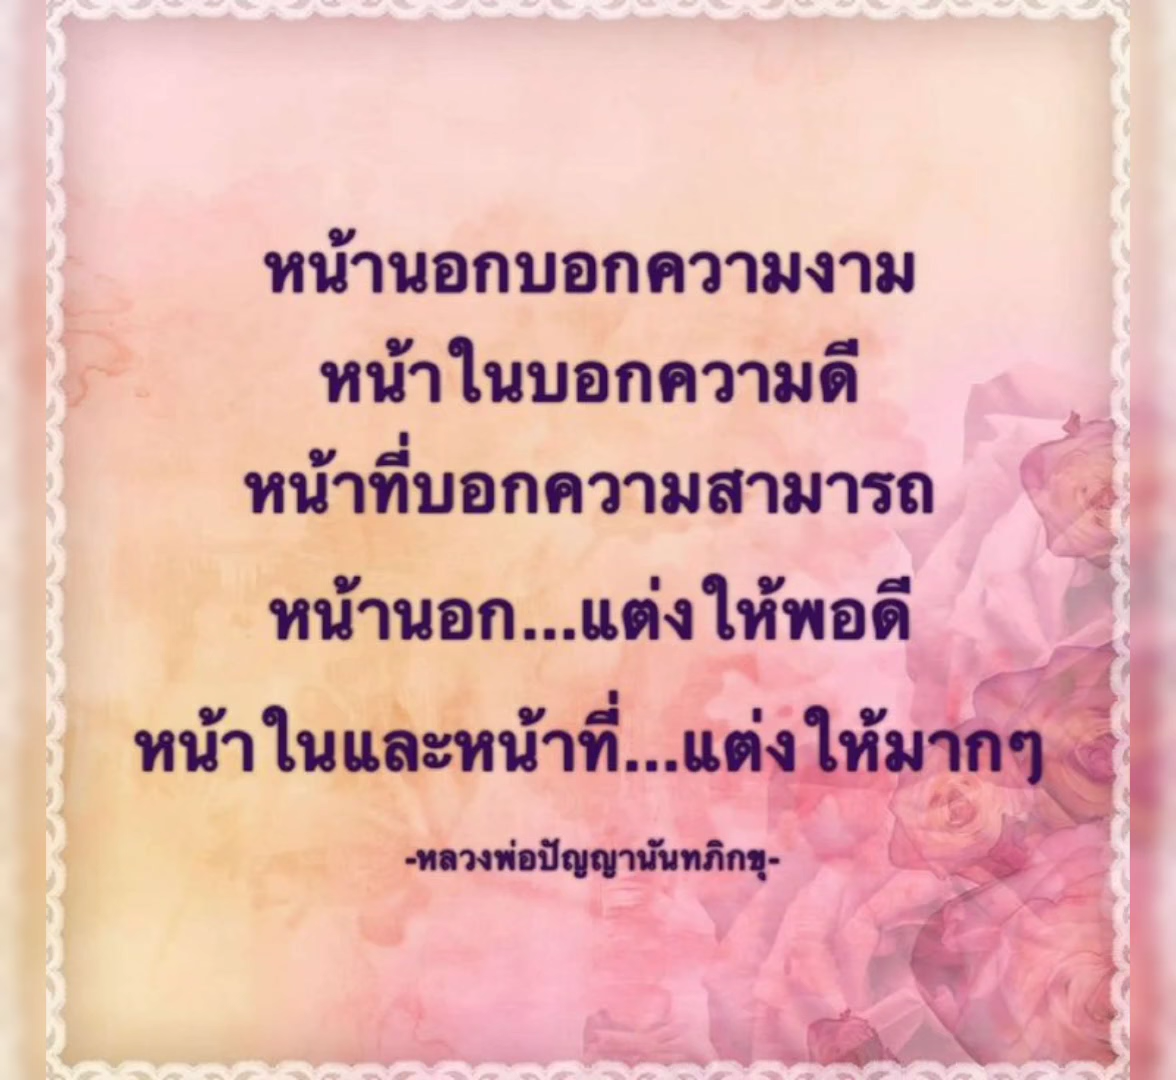 หน้านอกบอกความงาม
หน้าในบอกความดี
หน้าที่บอกความสามารถ
หน้านอก...แต่งให้พอดี
หน้าในและหน้าที่...แต่งให้มากๆ
-หลวงพ่อปัญญานันทภิกขุ-